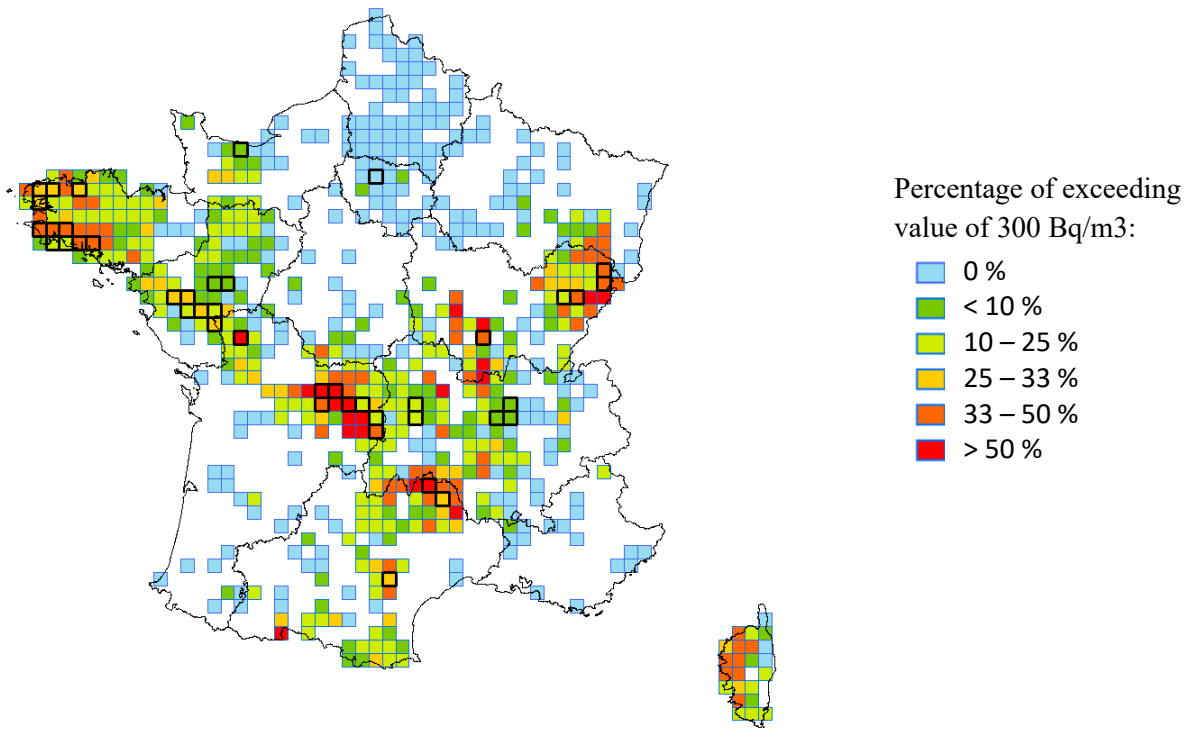 Percentage of exceeding
value of 300 Bq/m3:
0 %
< 10 %
10 – 25 %
25 – 33 %
33 – 50 %
> 50 %